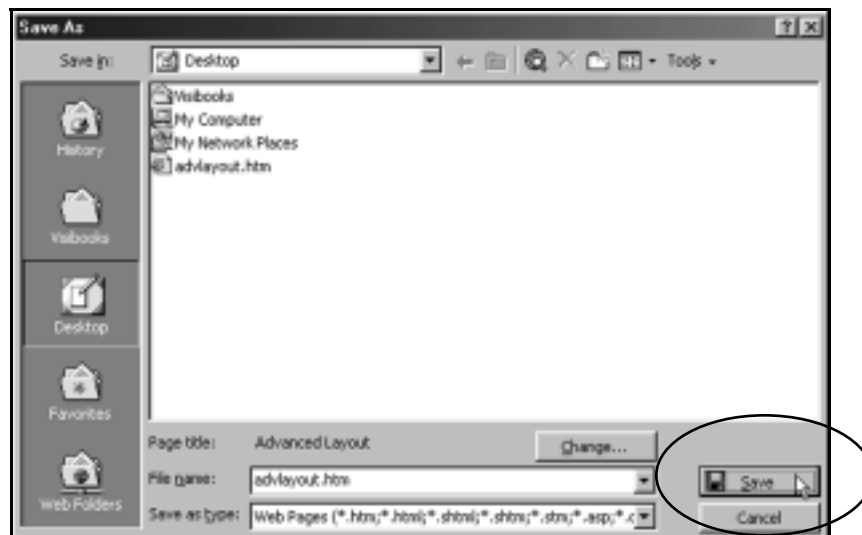 Save As
Save in:
Desktop
Tools
History
Visibooks
Desktop
Favorites
Web Folders
Visibooks
My Computer
My Network Places
advlayout.htm
Page title: Advanced Layout
Change...
File name: advlayout.htm
Save
Save as type: Web Pages (*.htm;*.html;*.shtml;*.shtm;*.stm;*.asp;*.c
Cancel